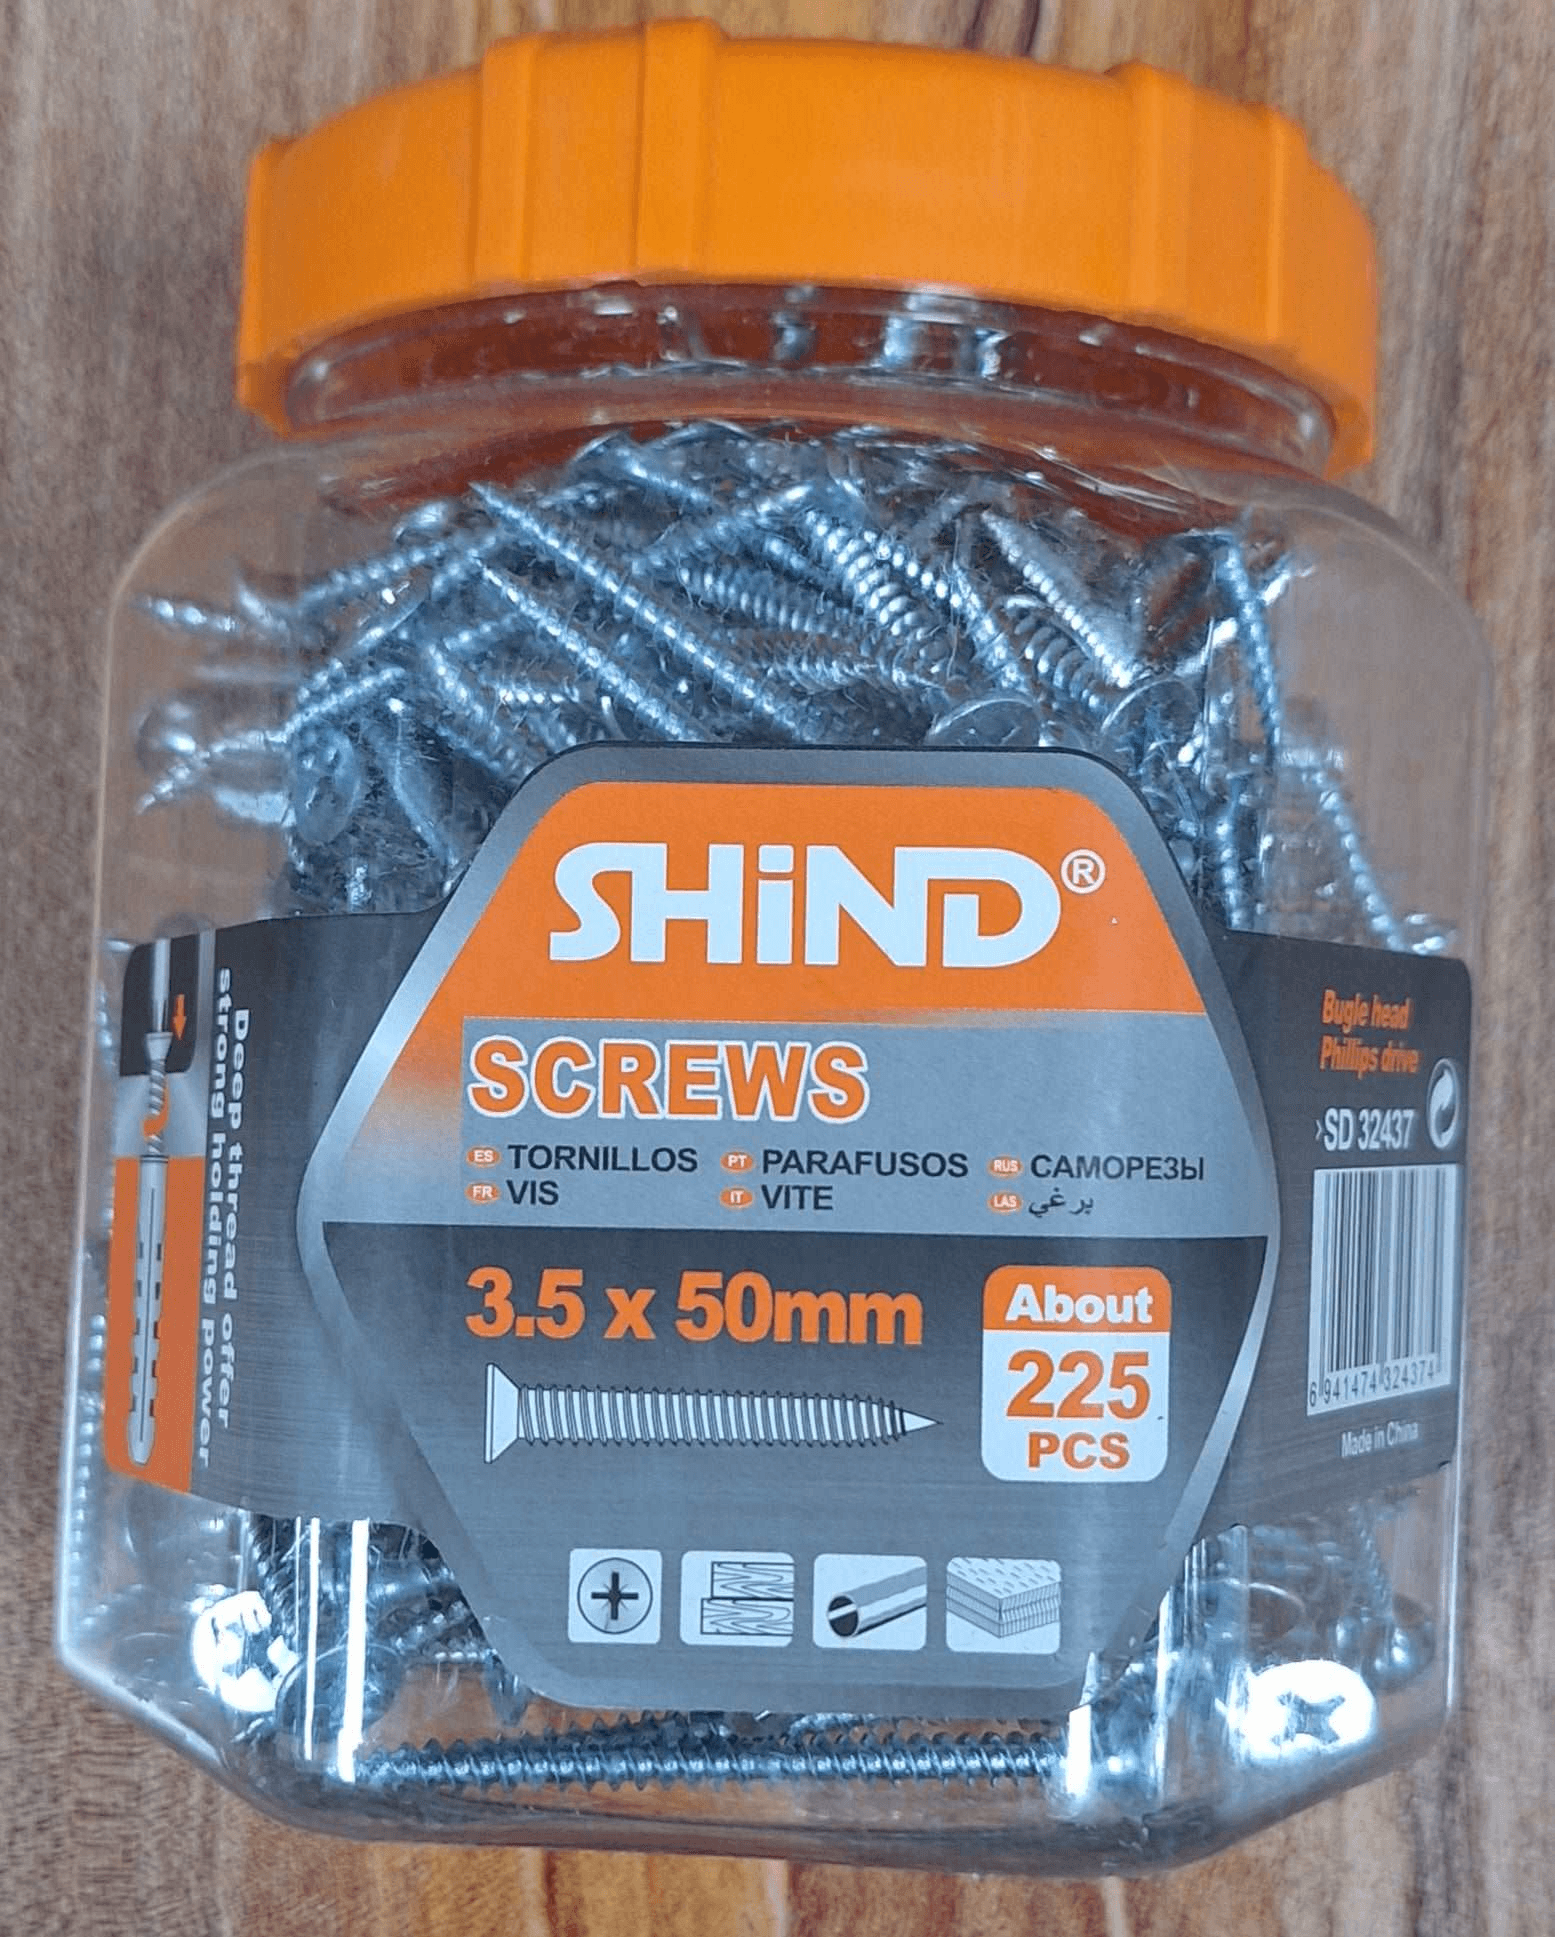 SHiND®
SCREWS
ES TORNILLOS PT PARAFUSOS RUS САМОРЕЗЫ
FR VIS IT VITE LAS يرغي
3.5 x 50mm
About
225
PCS
Deep thread offer
strong holding power
Bugle head
Phillips drive
SD 32437
6 941474 324374
Made in China